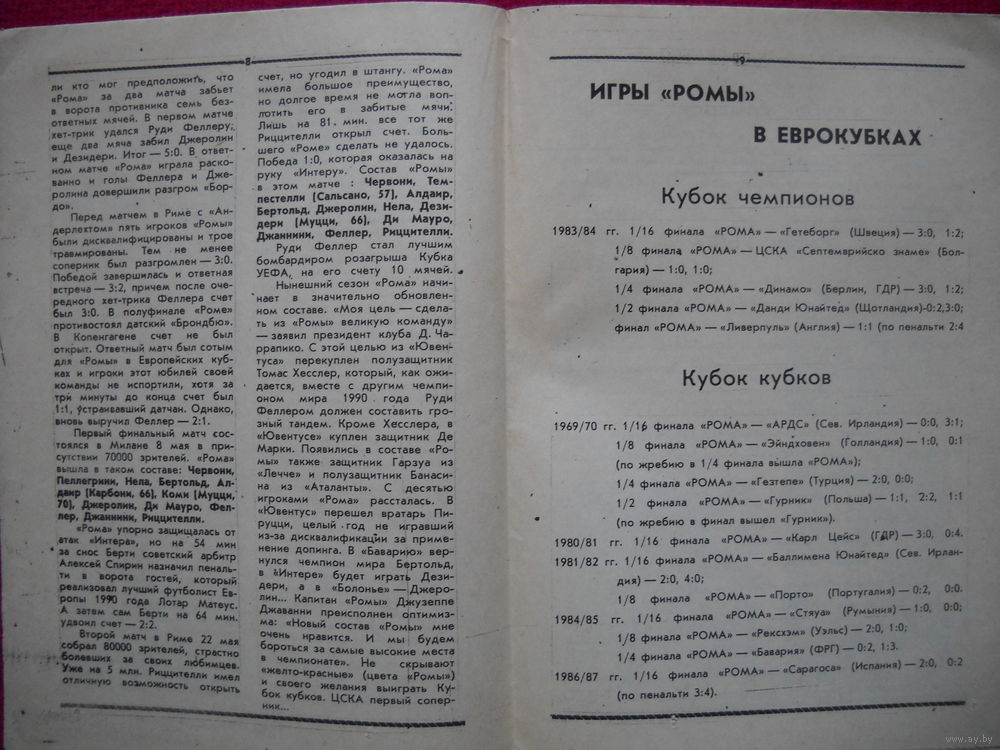 8
ли кто мог предположить, что
«Рома» за два матча забьет
в ворота противника семь без-
ответных мячей. В первом матче
хет-трик удался Руди Феллеру,
еще два мяча забил Джеролин
и Дезидери. Итог — 5:0. В ответ-
ном матче «Рома» играла раско-
ванно и голы Феллера и Дже-
ролина довершили разгром «Бор-
до».
Перед матчем в Риме с «Ан-
дерлехтом» пять игроков «Ромы»
были дисквалифицированы и трое
травмированы. Тем не менее
соперник был разгромлен — 3:0.
Победой завершилась и ответная
встреча — 3:2, причем после оче-
редного хет-трика Феллера счет
был 3:0. В полуфинале «Роме»
противостоял датский «Брондбю».
В Копенгагене счет не был
открыт. Ответный матч был сотым
для «Ромы» в Европейских куб-
ках и игроки этот юбилей своей
команды не испортили, хотя за
три минуты до конца счет был
1:1, устраивавший датчан. Однако,
вновь выручил Феллер — 2:1.
Первый финальный матч сос-
тоялся в Милане 8 мая в при-
сутствии 70000 зрителей. «Рома»
вышла в таком составе: Червони,
Пеллегрини, Нела, Бертольд, Ал-
даир (Карбони, 66), Коми (Муцци,
70), Джеролин, Ди Мауро, Фел-
лер, Джаннини, Риццителли.
«Рома» упорно защищалась от
атак «Интера», но на 54 мин
за снос Берти советский арбитр
Алексей Спирин назначил пеналь-
ти в ворота гостей, который
реализовал лучший футболист Ев-
ропы 1990 года Лотар Матеус.
А затем сам Берти на 64 мин.
удвоил счет — 2:2.
Второй матч в Риме 22 мая
собрал 80000 зрителей, страстно
болевших за своих любимцев.
Уже на 5 млн. Риццителли имел
отличную возможность открыть
счет, но угодил в штангу. «Рома»
имела большое преимущество,
но долгое время не могла воп-
лотить его в забитые мячи.
Лишь на 81. мин. все тот же
Риццителли открыл счет. Боль-
шего «Роме» сделать не удалось.
Победа 1:0, которая оказалась на
руку «Интеру». Состав «Ромы»
в этом матче : Червони, Тем-
пестелли (Сальсано, 57), Алдаир,
Бертольд, Джеролин, Нела, Дези-
дери (Муцци, 66), Ди Мауро,
Джаннини, Феллер, Риццителли.
Руди Феллер стал лучшим
бомбардиром розагрыша Кубка
УЕФА, на его счету 10 мячей.
Нынешний сезон «Рома» начи-
нает в значительно обновлен-
ном составе. «Моя цель — сдела-
ть из «Ромы» великую команду»
— заявил президент клуба Д. Ча-
ррапико. С этой целью из «Ювен-
туса» перекуплен полузащитник
Томас Хесслер, который, как ожи-
дается, вместе с другим чемпи-
оном мира 1990 года Руди
Феллером должен составить гро-
зный тандем. Кроме Хесслера, в
«Ювентусе» куплен защитник Де
Марки. Появились в составе «Ро-
мы» также защитник Гарзуа из
«Лечче» и полузащитник Банаси-
на из «Аталанты». С десятью
игроками «Рома» рассталась. В
«Ювентус» перешел вратарь Пи-
руцци, целый год не игравший
из-за дисквалификации за приме-
нение допинга. В «Баварию» вер-
нулся чемпион мира Бертольд,
в «Интере» будет играть Дези-
дери, а в «Болонье» — Джеро-
лин... Капитан «Ромы» Джузеппе
Джаванни преисполнен оптимиз-
ма: «Новый состав «Ромы» мне
очень нравится. И мы будем
бороться за самые высокие места
в чемпионате». Не скрывают
«желто-красные» (цвета «Ромы»)
и своего желания выиграть Ку-
бок кубков. ЦСКА первый сопер-
ник...
9
ИГРЫ «РОМЫ»
В ЕВРОКУБКАХ
Кубок чемпионов
1983/84 гг. 1/16 финала «РОМА» — «Гетеборг» (Швеция) — 3:0, 1:2;
1/8 финала «РОМА» — ЦСКА «Септемврийско знаме» (Бол-
гария) — 1:0, 1:0;
1/4 финала «РОМА» — «Динамо» (Берлин, ГДР) — 3:0, 1:2;
1/2 финала «РОМА» — «Данди Юнайтед» (Щотландия)-0:2,3:0;
финал «РОМА» — «Ливерпуль» (Англия) — 1:1 (по пенальти 2:4
Кубок кубков
1969/70 гг. 1/16 финала «РОМА» — «АРДС» (Сев. Ирландия) — 0:0, 3:1;
1/8 финала «РОМА» — «Эйндховен» (Голландия) — 1:0, 0:1
(по жребию в 1/4 финала вышла «РОМА»);
1/4 финала «РОМА» — «Гезтепе» (Турция) — 2:0, 0:0;
1/2 финала «РОМА» — «Гурник» (Польша) — 1:1, 2:2, 1:1
(по жребию в финал вышел «Гурник»).
1980/81 гг. 1/16 финала «РОМА» — «Карл Цейс» (ГДР) — 3:0, 0:4.
1981/82 гг. 1/16 финала «РОМА» — «Баллимена Юнайтед» (Сев. Ирлан-
дия) — 2:0, 4:0;
1/8 финала «РОМА» — «Порто» (Португалия) — 0:2, 0:0.
1984/85 гг. 1/16 финала «РОМА» — «Стяуа» (Румыния) — 1:0, 0:0;
1/8 финала «РОМА» — «Рексхэм» (Уэльс) — 2:0, 1:0;
1/4 финала «РОМА» — «Бавария» (ФРГ) — 0:2, 1:3.
1986/87 гг. 1/16 финала «РОМА» — «Сарагоса» (Испания) — 2:0, 0:2
(по пенальти 3:4).
www.ay.by